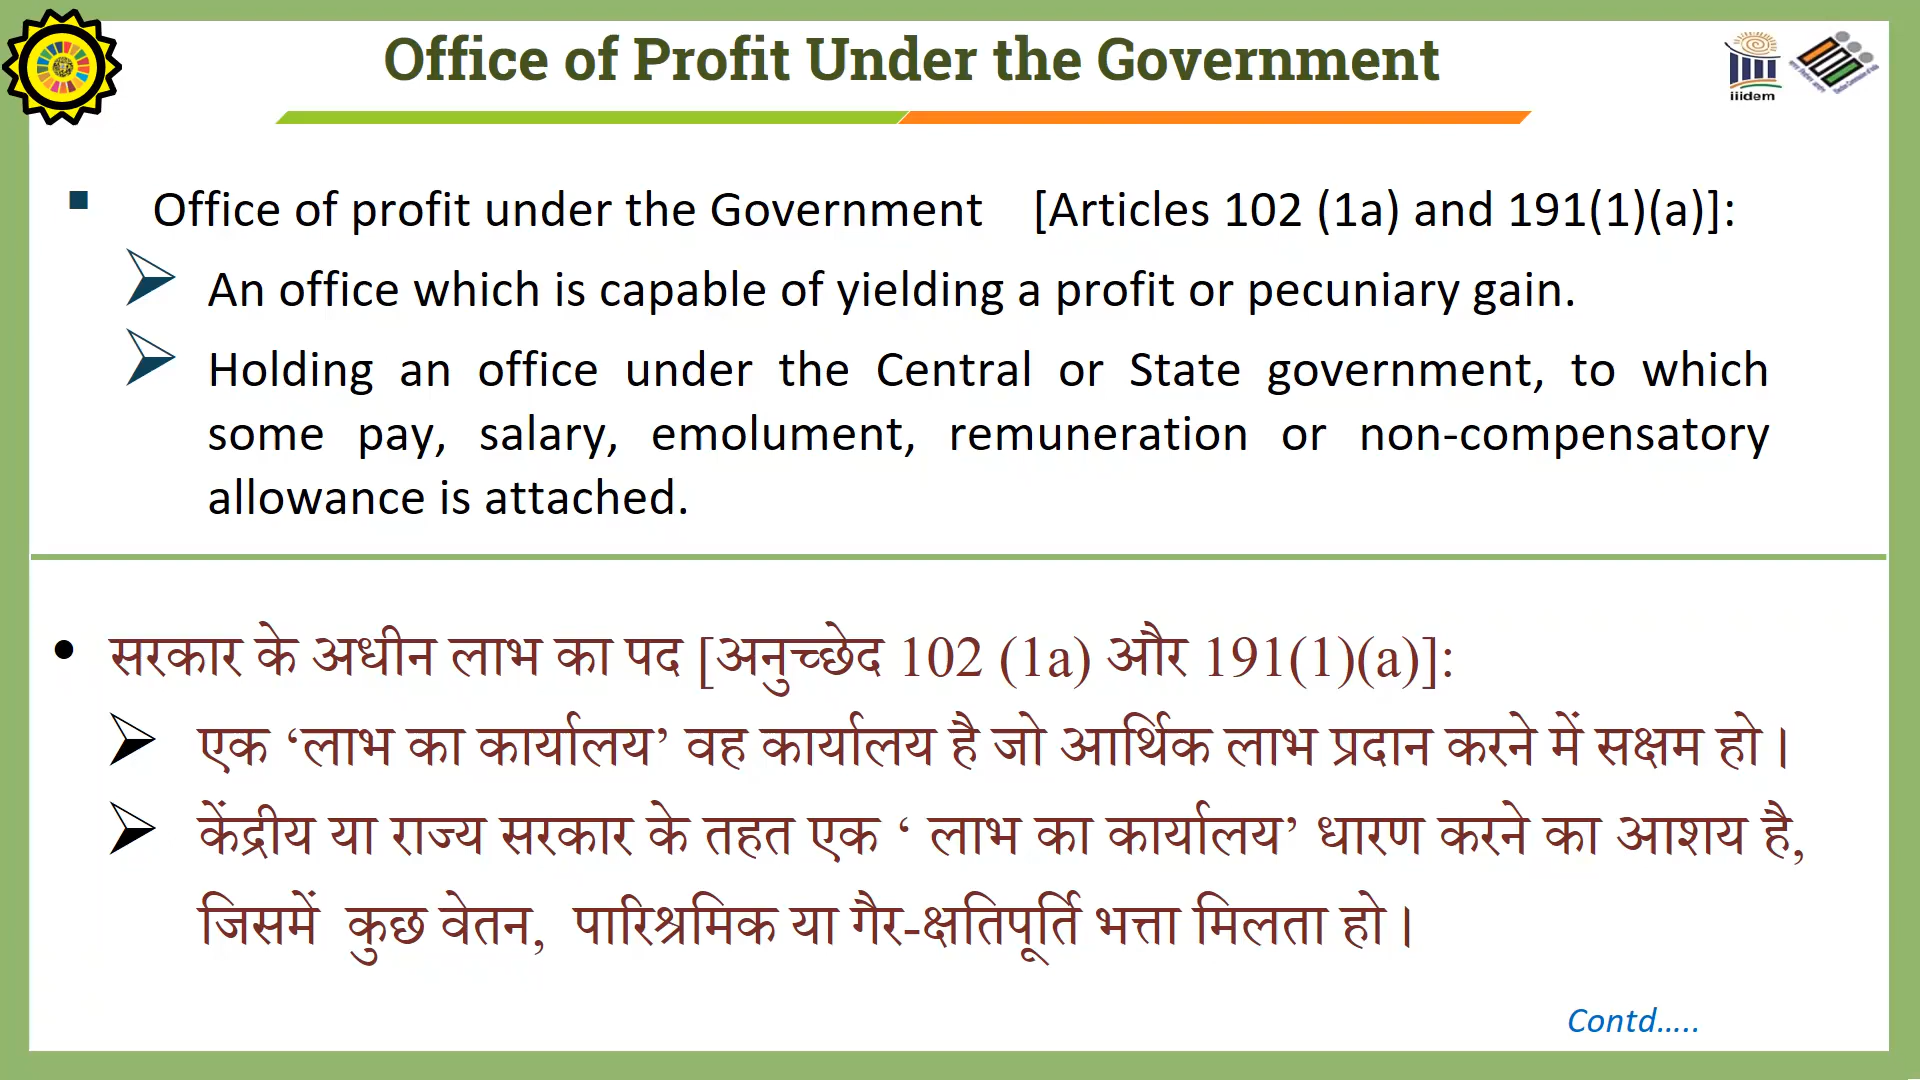 Office of Profit Under the Government
iiidem
Office of profit under the Government [Articles 102 (1a) and 191(1)(a)]:
An office which is capable of yielding a profit or pecuniary gain.
Holding an office under the Central or State government, to which
some pay, salary, emolument, remuneration or non-compensatory
allowance is attached.
सरकार के अधीन लाभ का पद [अनुच्छेद 102 (1a) और 191(1)(a)]:
एक ‘लाभ का कार्यालय’ वह कार्यालय है जो आर्थिक लाभ प्रदान करने में सक्षम हो।
केंद्रीय या राज्य सरकार के तहत एक ‘ लाभ का कार्यालय’ धारण करने का आशय है,
जिसमें कुछ वेतन, पारिश्रमिक या गैर-क्षतिपूर्ति भत्ता मिलता हो।
Contd.....